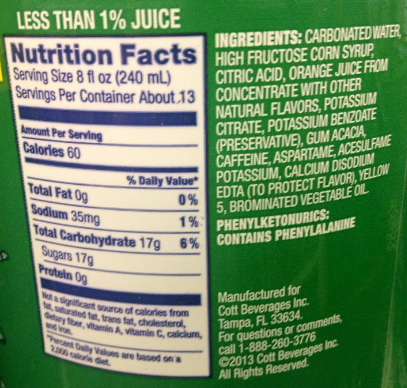 LESS THAN 1% JUICE
Nutrition Facts
Serving Size 8 fl oz (240 mL)
Servings Per Container About 13
Amount Per Serving
Calories 60
% Daily Value*
Total Fat 0g 0%
Sodium 35mg 1%
Total Carbohydrate 17g 6%
Sugars 17g
Protein 0g
Not a significant source of calories from
fat, saturated fat, trans fat, cholesterol,
dietary fiber, vitamin A, vitamin C, calcium,
and iron.
*Percent Daily Values are based on a
2,000 calorie diet.
INGREDIENTS: CARBONATED WATER,
HIGH FRUCTOSE CORN SYRUP,
CITRIC ACID, ORANGE JUICE FROM
CONCENTRATE WITH OTHER
NATURAL FLAVORS, POTASSIUM
CITRATE, POTASSIUM BENZOATE
(PRESERVATIVE), GUM ACACIA,
CAFFEINE, ASPARTAME, ACESULFAME
POTASSIUM, CALCIUM DISODIUM
EDTA (TO PROTECT FLAVOR), YELLOW
5, BROMINATED VEGETABLE OIL.
PHENYLKETONURICS:
CONTAINS PHENYLALANINE
Manufactured for
Cott Beverages Inc.
Tampa, FL 33634.
For questions or comments,
call 1-888-260-3776
©2013 Cott Beverages Inc.
All Rights Reserved.